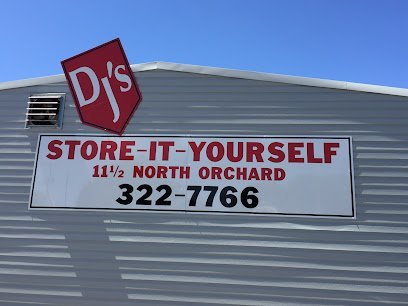 Dj's
STORE-IT-YOURSELF
11½ NORTH ORCHARD
322-7766